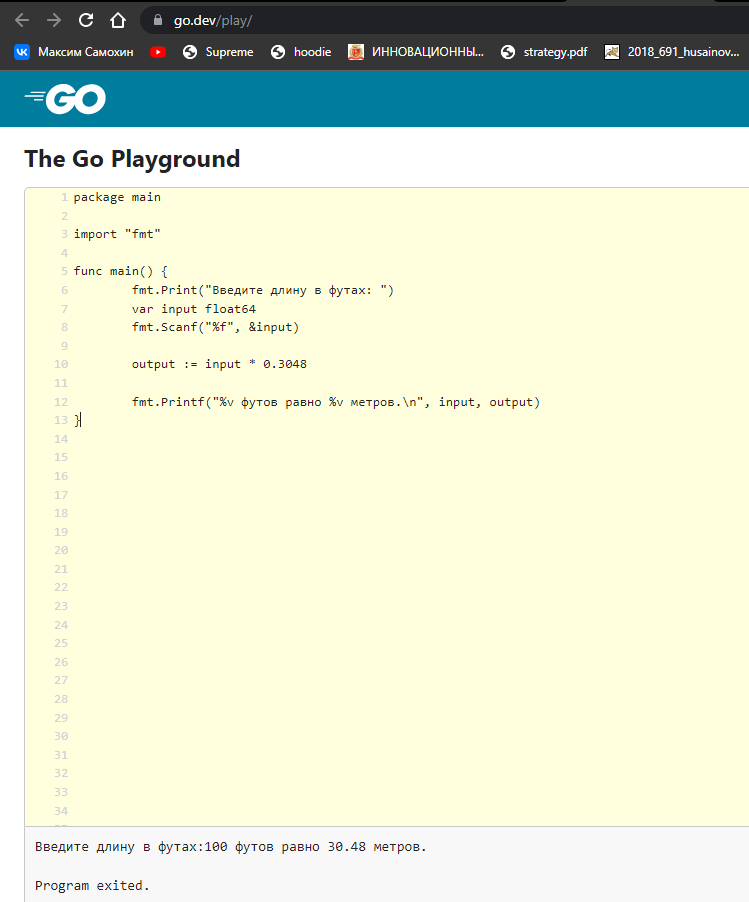 go.dev/play/
Максим Самохин Supreme hoodie ИННОВАЦИОННЫ... strategy.pdf 2018_691_husainov...
GO
The Go Playground
1 package main
2
3 import "fmt"
4
5 func main() {
6 fmt.Print("Введите длину в футах: ")
7 var input float64
8 fmt.Scanf("%f", &input)
9
10 output := input * 0.3048
11
12 fmt.Printf("%v футов равно %v метров.\n", input, output)
13 }
14
15
16
17
18
19
20
21
22
23
24
25
26
27
28
29
30
31
32
33
34
Введите длину в футах:100 футов равно 30.48 метров.
Program exited.